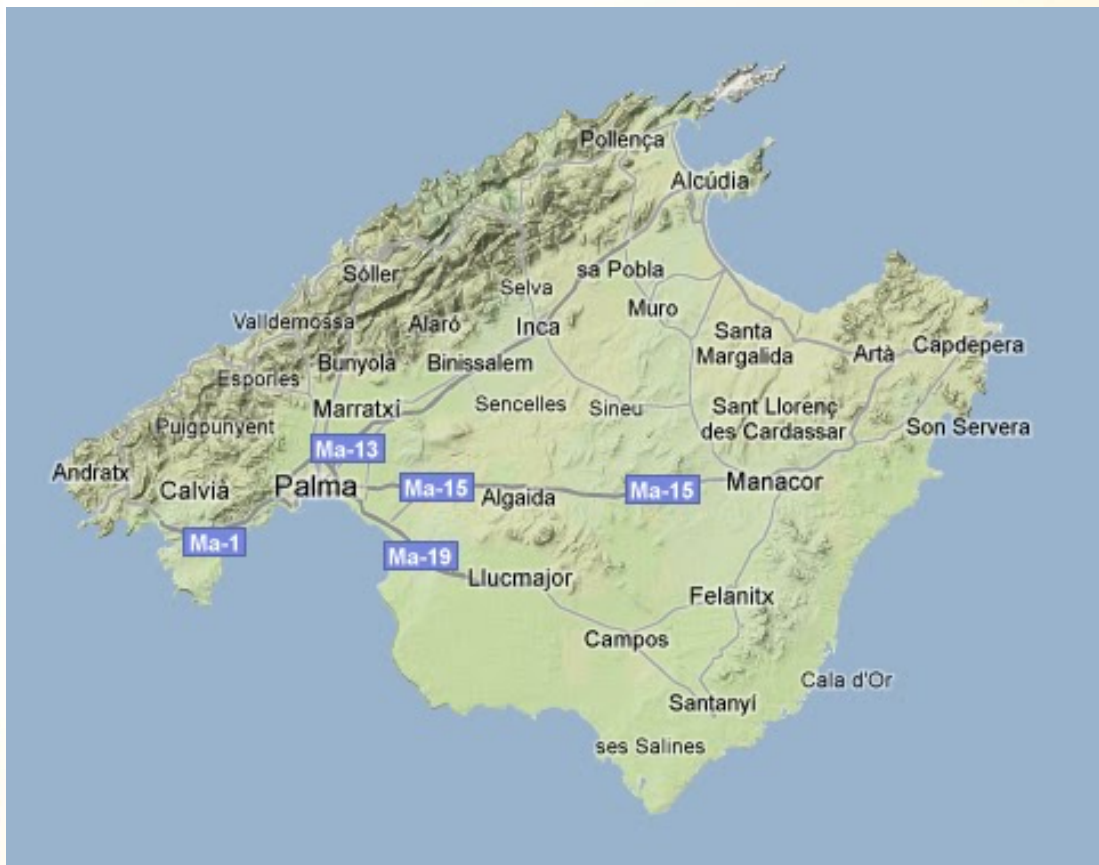 Pollença
Alcúdia
Sóller
sa Pobla
Selva
Muro
Valldemossa
Alaró
Inca
Santa
Margalida
Bunyola
Binissalem
Artà
Capdepera
Esporles
Marratxí
Sencelles
Sineu
Sant Llorenç
des Cardassar
Son Servera
Puigpunyent
Ma-13
Andratx
Calvià
Palma
Ma-15
Algaida
Ma-15
Manacor
Ma-1
Ma-19
Llucmajor
Felanitx
Campos
Cala d'Or
Santanyí
ses Salines